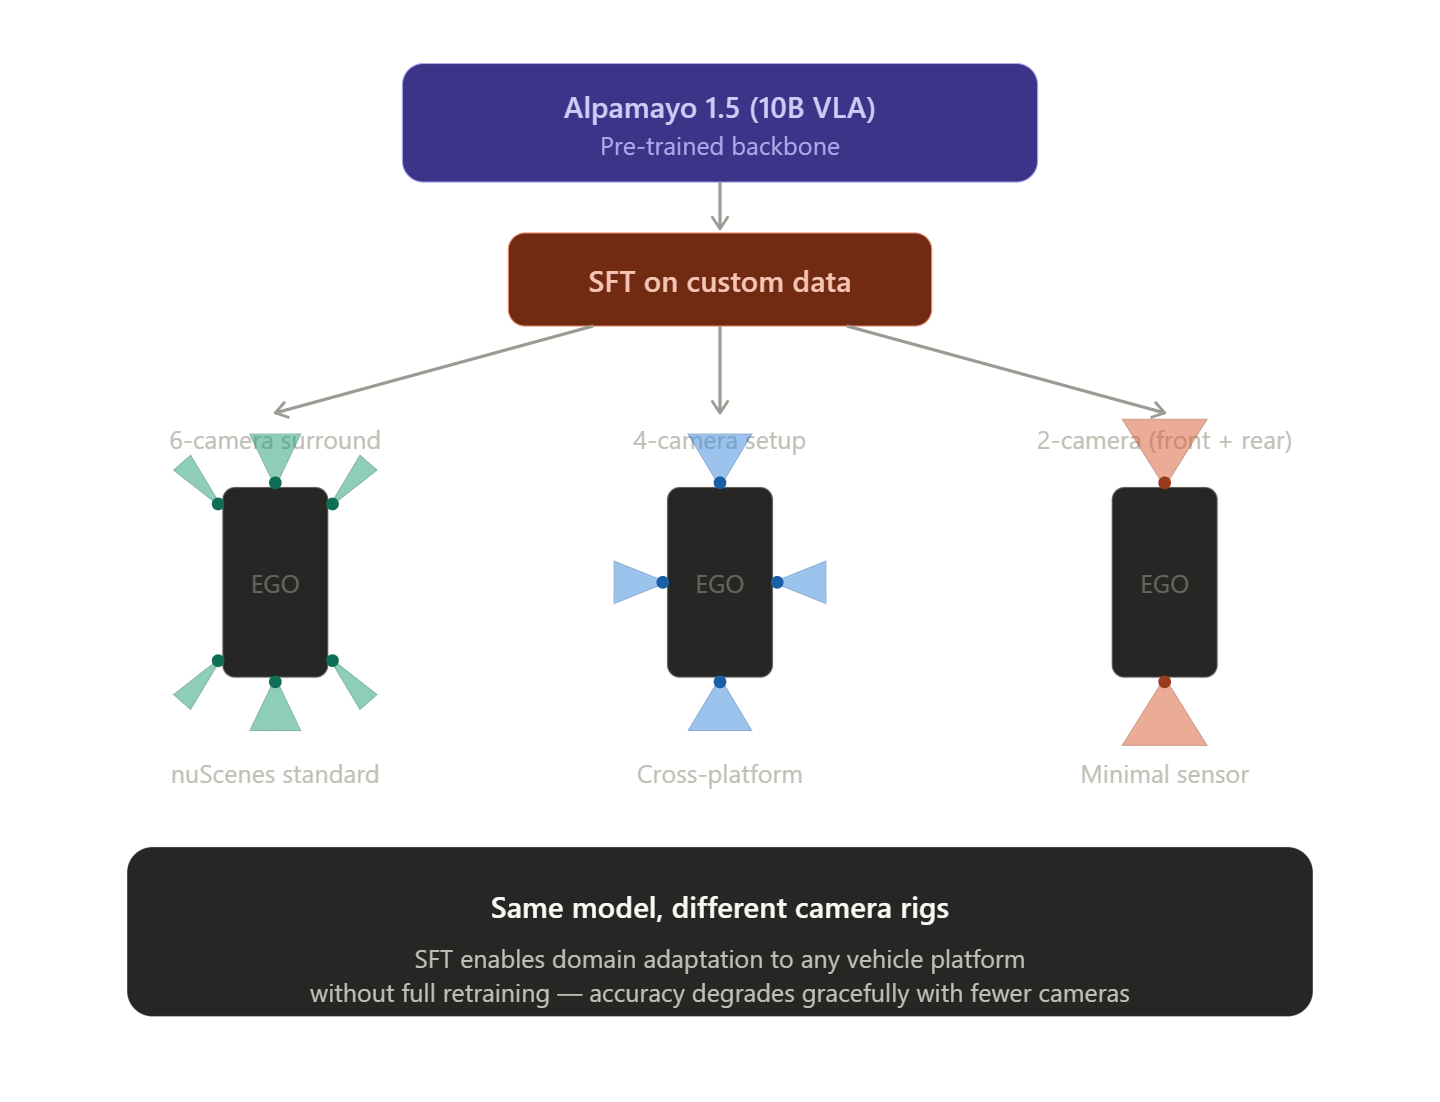 Alpamayo 1.5 (10B VLA)
Pre-trained backbone
SFT on custom data
6-camera surround
4-camera setup
2-camera (front + rear)
EGO
EGO
EGO
nuScenes standard
Cross-platform
Minimal sensor
Same model, different camera rigs
SFT enables domain adaptation to any vehicle platform
without full retraining — accuracy degrades gracefully with fewer cameras